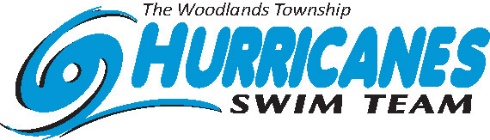 The Woodlands Township
HURRICANES
SWIM TEAM